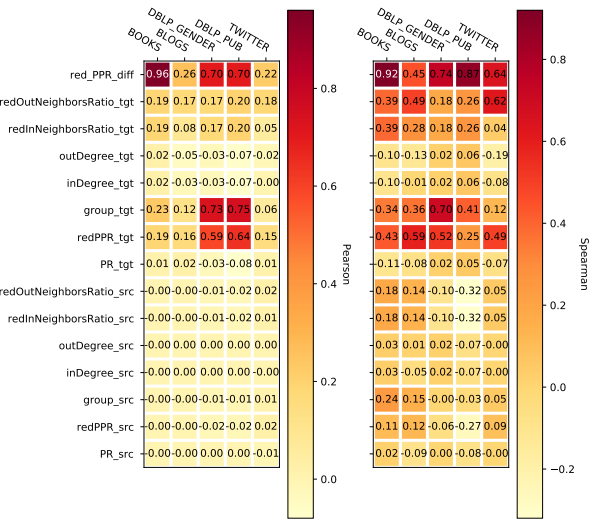 BOOKS BLOGS DBLP_GENDER DBLP_PUB TWITTER
BOOKS BLOGS DBLP_GENDER DBLP_PUB TWITTER
red_PPR_diff 0.96 0.26 0.70 0.70 0.22 0.92 0.45 0.74 0.87 0.64
redOutNeighborsRatio_tgt 0.19 0.17 0.17 0.20 0.18 0.39 0.49 0.18 0.26 0.62
redInNeighborsRatio_tgt 0.19 0.08 0.17 0.20 0.05 0.39 0.28 0.18 0.26 0.04
outDegree_tgt 0.02 -0.05 -0.03 -0.07 -0.02 -0.10 -0.13 0.02 0.06 -0.19
inDegree_tgt 0.02 -0.03 -0.03 -0.07 -0.00 -0.10 -0.01 0.02 0.06 -0.08
group_tgt 0.23 0.12 0.73 0.75 0.06 0.34 0.36 0.70 0.41 0.12
redPPR_tgt 0.19 0.16 0.59 0.64 0.15 0.43 0.59 0.52 0.25 0.49
PR_tgt 0.01 0.02 -0.03 -0.08 0.01 -0.11 -0.08 0.02 0.05 -0.07
redOutNeighborsRatio_src -0.00 -0.00 -0.01 -0.02 0.02 0.18 0.14 -0.10 -0.32 0.05
redInNeighborsRatio_src -0.00 -0.00 -0.01 -0.02 0.01 0.18 0.14 -0.10 -0.32 0.05
outDegree_src 0.00 0.00 0.00 -0.00 0.00 0.03 0.01 0.02 -0.07 -0.00
inDegree_src 0.00 -0.00 0.00 -0.00 -0.00 0.03 -0.05 0.02 -0.07 -0.00
group_src -0.00 -0.00 -0.01 -0.01 0.01 0.24 0.15 -0.00 -0.03 0.05
redPPR_src -0.00 -0.00 -0.02 -0.02 0.02 0.11 0.12 -0.06 -0.27 0.09
PR_src -0.00 -0.00 0.00 -0.00 -0.01 0.02 -0.09 0.00 -0.08 -0.00
0.8
0.6
0.4
0.2
0.0
Pearson
0.8
0.6
0.4
0.2
0.0
−0.2
Spearman